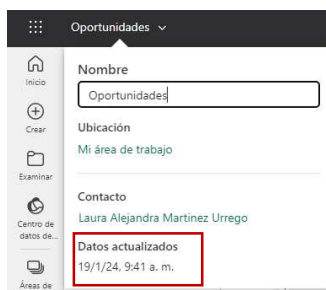 Oportunidades
Inicio
Crear
Examinar
Centro de
datos de...
Áreas de
Nombre
Oportunidades
Ubicación
Mi área de trabajo
Contacto
Laura Alejandra Martinez Urrego
Datos actualizados
19/1/24, 9:41 a. m.